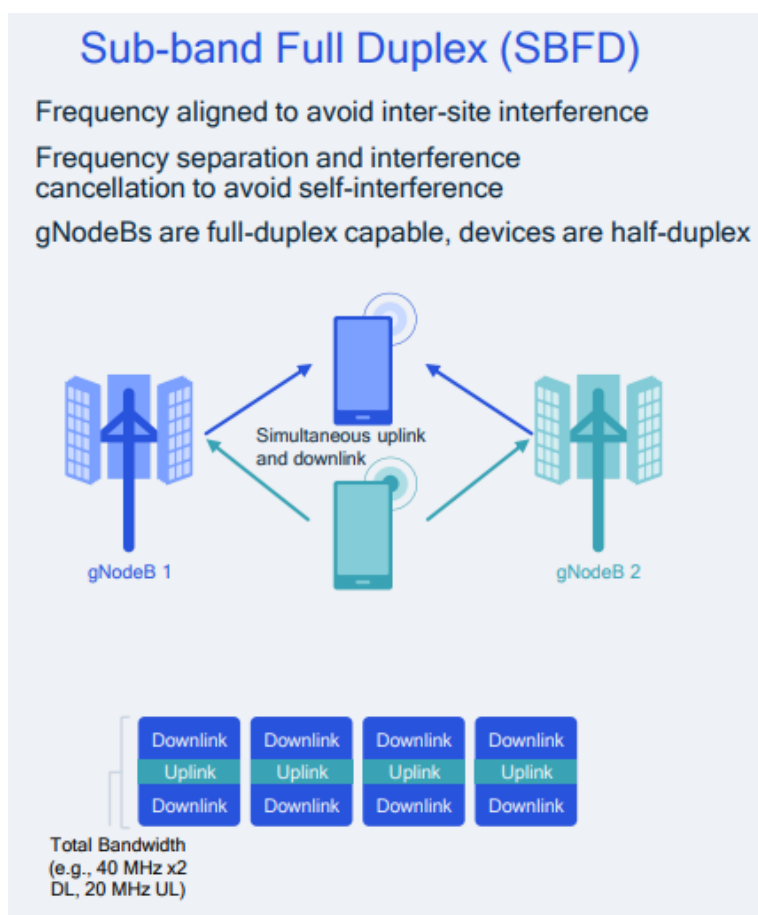 Sub-band Full Duplex (SBFD)
Frequency aligned to avoid inter-site interference
Frequency separation and interference
cancellation to avoid self-interference
gNodeBs are full-duplex capable, devices are half-duplex
Simultaneous uplink
and downlink
gNodeB 1
gNodeB 2
Downlink Downlink Downlink Downlink
Uplink Uplink Uplink Uplink
Downlink Downlink Downlink Downlink
Total Bandwidth
(e.g., 40 MHz x2
DL, 20 MHz UL)